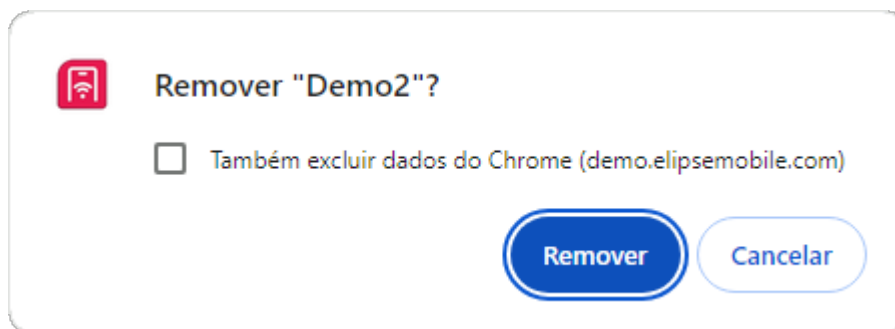 Remover "Demo2"?
Também excluir dados do Chrome (demo.elipsemobile.com)
Remover
Cancelar